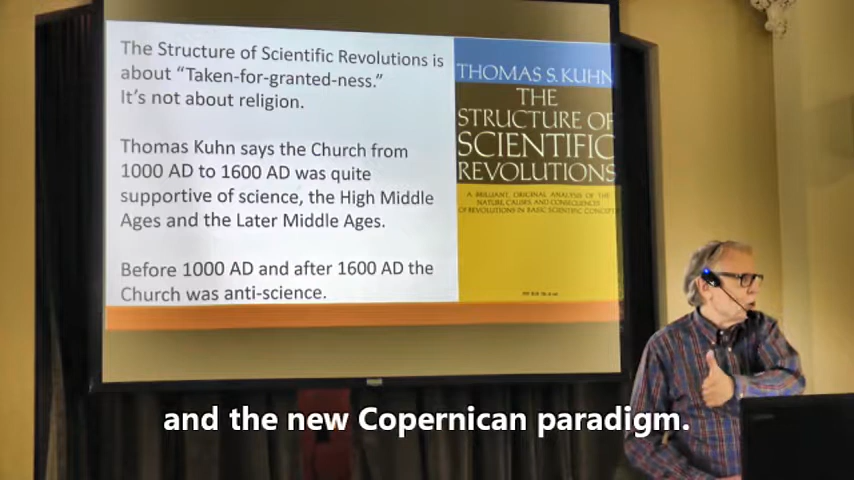 The Structure of Scientific Revolutions is
about “Taken-for-granted-ness.”
It’s not about religion.
Thomas Kuhn says the Church from
1000 AD to 1600 AD was quite
supportive of science, the High Middle
Ages and the Later Middle Ages.
Before 1000 AD and after 1600 AD the
Church was anti-science.
THOMAS S. KUHN
THE
STRUCTURE OF
SCIENTIFIC
REVOLUTIONS
A BRILLIANT, ORIGINAL ANALYSIS OF THE
NATURE, CAUSES, AND CONSEQUENCES
OF REVOLUTIONS IN BASIC SCIENTIFIC CONCEPT
and the new Copernican paradigm.